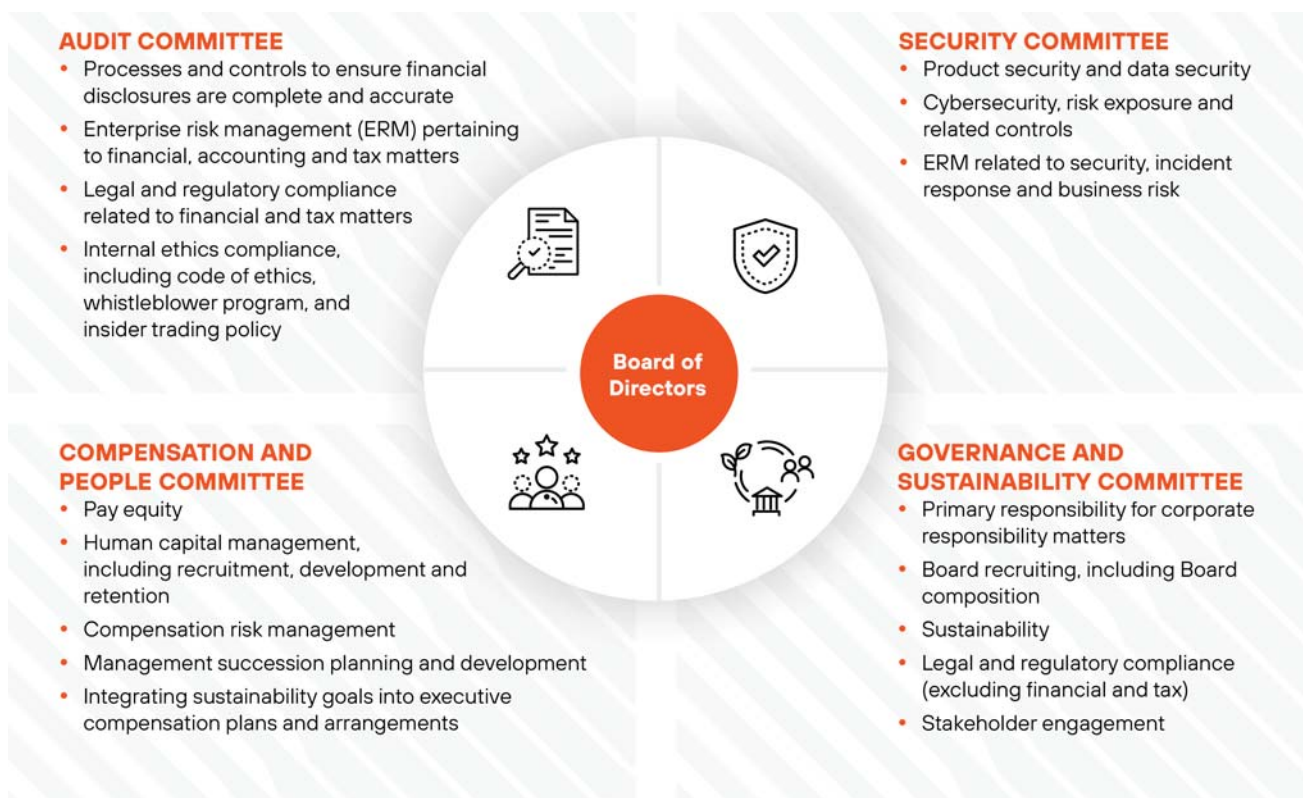 AUDIT COMMITTEE
• Processes and controls to ensure financial
disclosures are complete and accurate
• Enterprise risk management (ERM) pertaining
to financial, accounting and tax matters
• Legal and regulatory compliance
related to financial and tax matters
• Internal ethics compliance,
including code of ethics,
whistleblower program, and
insider trading policy
SECURITY COMMITTEE
• Product security and data security
• Cybersecurity, risk exposure and
related controls
• ERM related to security, incident
response and business risk
Board of
Directors
COMPENSATION AND
PEOPLE COMMITTEE
• Pay equity
• Human capital management,
including recruitment, development and
retention
• Compensation risk management
• Management succession planning and development
• Integrating sustainability goals into executive
compensation plans and arrangements
GOVERNANCE AND
SUSTAINABILITY COMMITTEE
• Primary responsibility for corporate
responsibility matters
• Board recruiting, including Board
composition
• Sustainability
• Legal and regulatory compliance
(excluding financial and tax)
• Stakeholder engagement